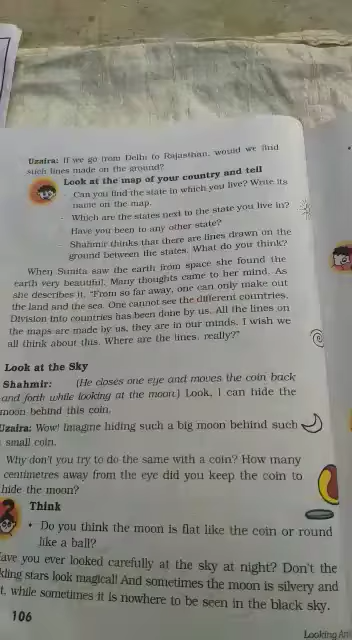 Uzaira: If we go from Delhi to Rajasthan, would we find
such lines made on the ground?
Look at the map of your country and tell
Can you find the state in which you live? Write its
name on the map.
Which are the states next to the state you live in?
Have you been to any other state?
Shahmir thinks that there are lines drawn on the
ground between the states. What do you think?
When Sunita saw the earth from space she found the
earth very beautiful. Many thoughts came to her mind. As
she describes it, "From so far away, one can only make out
the land and the sea. One cannot see the different countries.
Division into countries has been done by us. All the lines on
the maps are made by us, they are in our minds. I wish we
all think about this. Where are the lines, really?"
Look at the Sky
Shahmir: (He closes one eye and moves the coin back
and forth while looking at the moon.) Look, I can hide the
moon behind this coin.
Uzaira: Wow! Imagine hiding such a big moon behind such
small coin.
Why don't you try to do the same with a coin? How many
centimetres away from the eye did you keep the coin to
hide the moon?
Think
• Do you think the moon is flat like the coin or round
like a ball?
ave you ever looked carefully at the sky at night? Don't the
kling stars look magical! And sometimes the moon is silvery and
t, while sometimes it is nowhere to be seen in the black sky.
106
Looking Ar